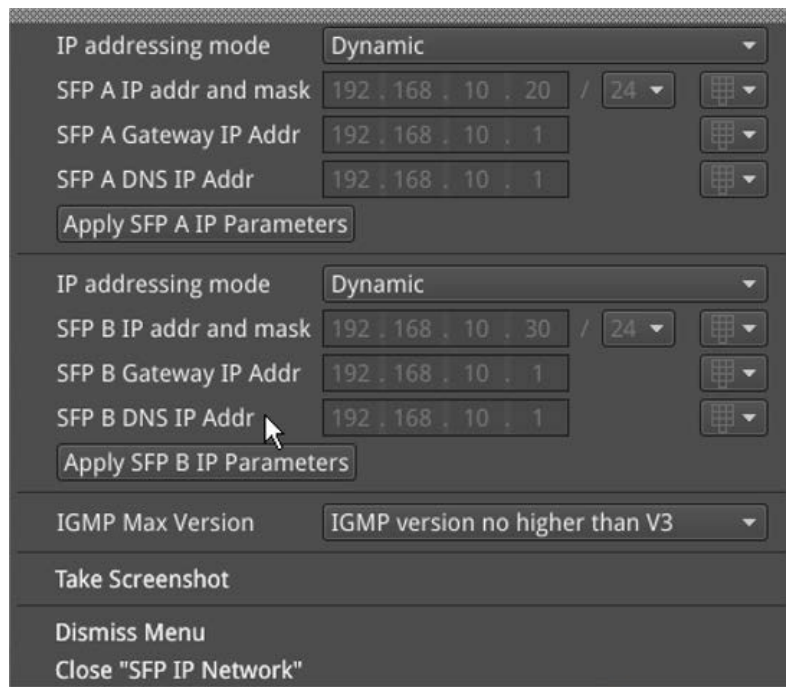 IP addressing mode Dynamic
SFP A IP addr and mask 192 . 168 . 10 . 20 / 24
SFP A Gateway IP Addr 192 . 168 . 10 . 1
SFP A DNS IP Addr 192 . 168 . 10 . 1
Apply SFP A IP Parameters
IP addressing mode Dynamic
SFP B IP addr and mask 192 . 168 . 10 . 30 / 24
SFP B Gateway IP Addr 192 . 168 . 10 . 1
SFP B DNS IP Addr 192 . 168 . 10 . 1
Apply SFP B IP Parameters
IGMP Max Version IGMP version no higher than V3
Take Screenshot
Dismiss Menu
Close "SFP IP Network"